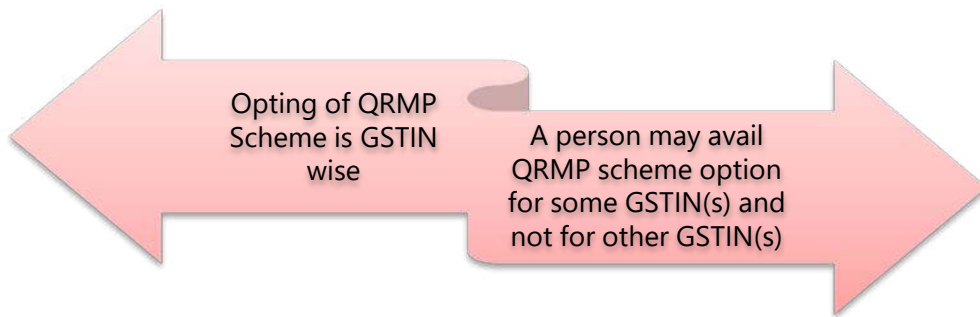 Opting of QRMP
Scheme is GSTIN
wise
A person may avail
QRMP scheme option
for some GSTIN(s) and
not for other GSTIN(s)